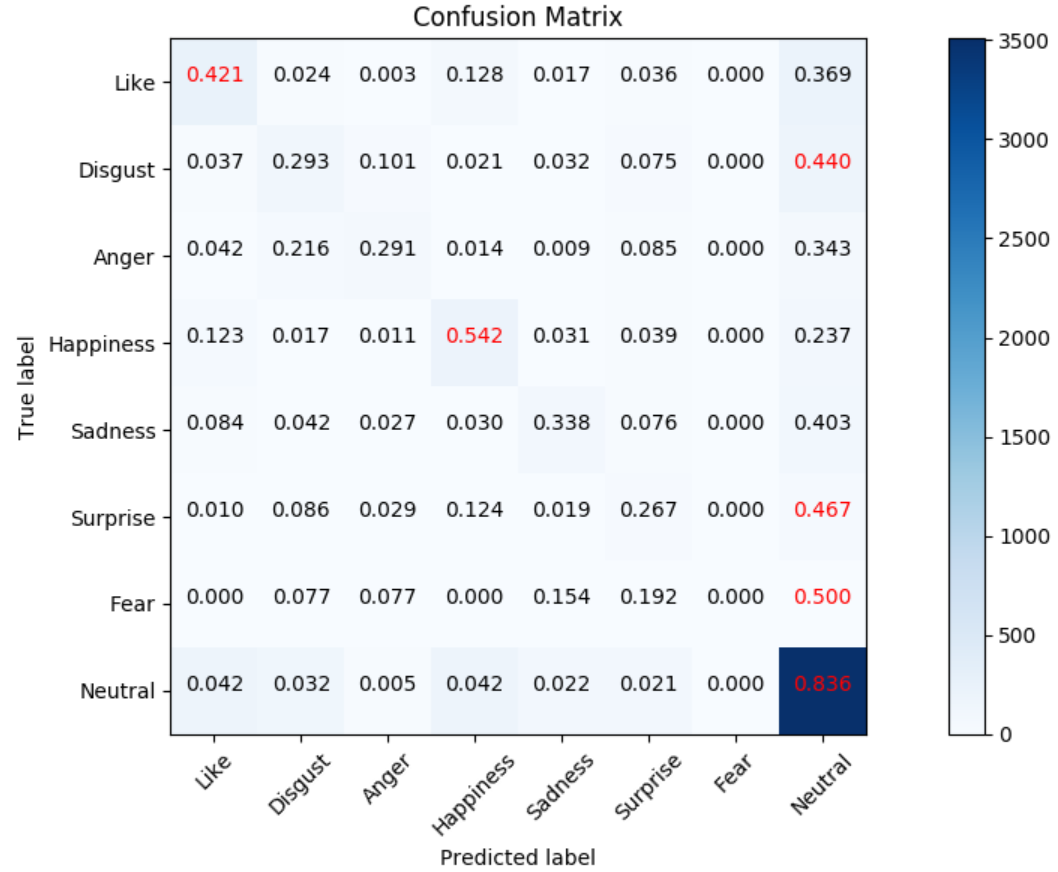 Confusion Matrix
Like 0.421 0.024 0.003 0.128 0.017 0.036 0.000 0.369
Disgust 0.037 0.293 0.101 0.021 0.032 0.075 0.000 0.440
Anger 0.042 0.216 0.291 0.014 0.009 0.085 0.000 0.343
Happiness 0.123 0.017 0.011 0.542 0.031 0.039 0.000 0.237
Sadness 0.084 0.042 0.027 0.030 0.338 0.076 0.000 0.403
Surprise 0.010 0.086 0.029 0.124 0.019 0.267 0.000 0.467
Fear 0.000 0.077 0.077 0.000 0.154 0.192 0.000 0.500
Neutral 0.042 0.032 0.005 0.042 0.022 0.021 0.000 0.836
True label
Like Disgust Anger Happiness Sadness Surprise Fear Neutral
Predicted label
3500
3000
2500
2000
1500
1000
500
0